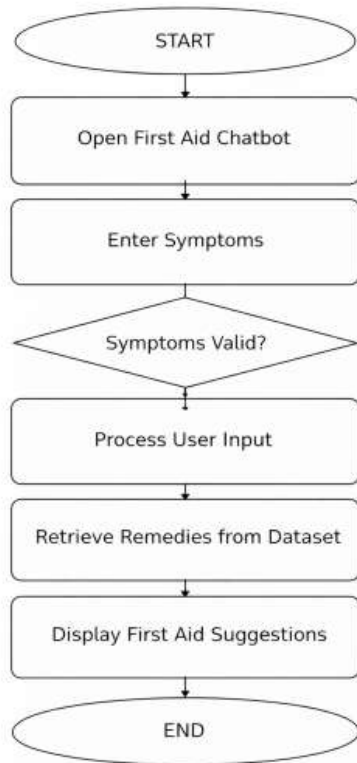 START
Open First Aid Chatbot
Enter Symptoms
Symptoms Valid?
Process User Input
Retrieve Remedies from Dataset
Display First Aid Suggestions
END